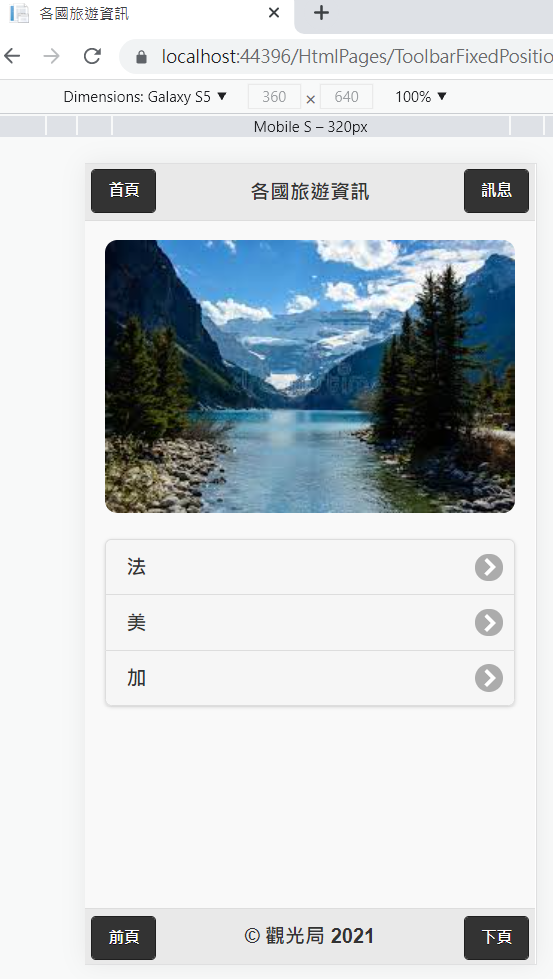 各國旅遊資訊
localhost:44396/HtmlPages/ToolbarFixedPositio
Dimensions: Galaxy S5 ▼ 360 × 640 100% ▼
Mobile S – 320px
首頁 各國旅遊資訊 訊息
dreamstime
法
美
加
前頁 © 觀光局 2021 下頁